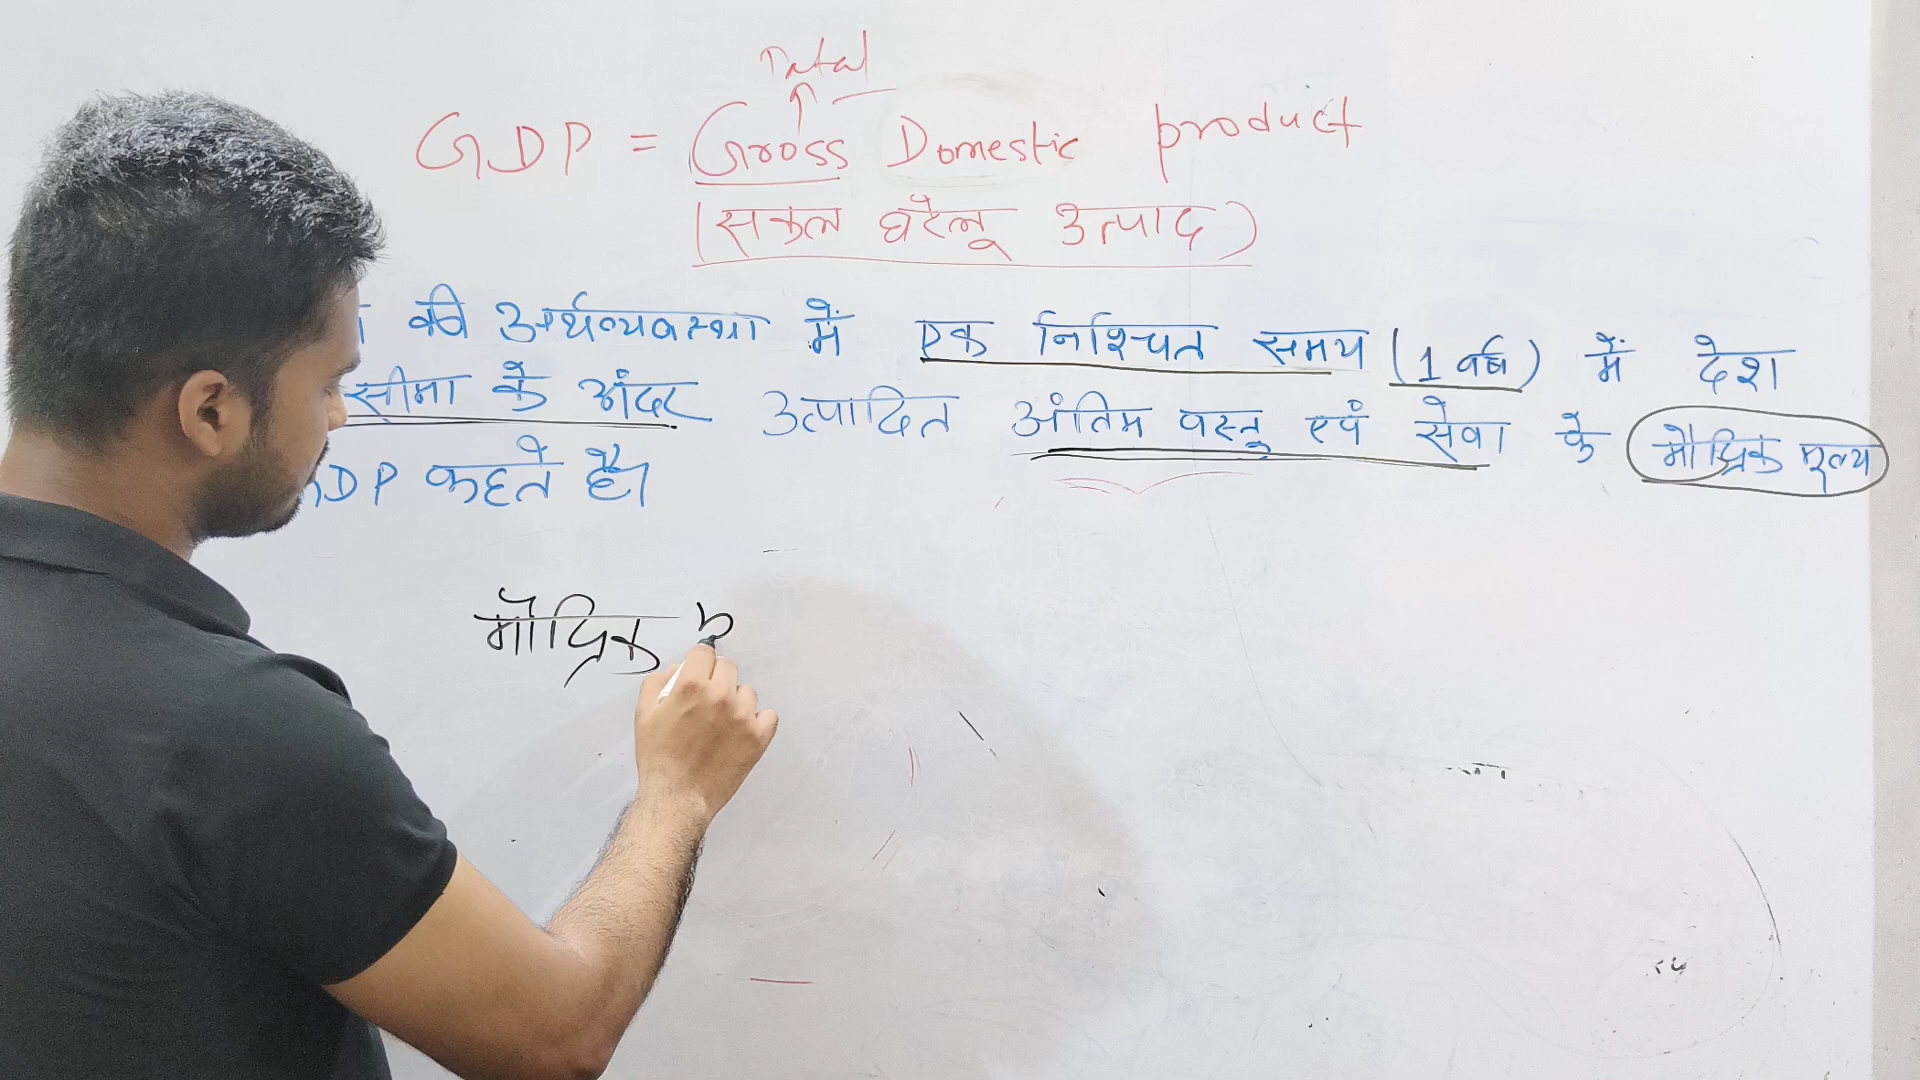 Total
GDP = Gross Domestic product
(सकल घरेलू उत्पाद)
की अर्थव्यवस्था में एक निश्चित समय (1 वर्ष) में देश
सीमा के अंदर उत्पादित अंतिम वस्तु एवं सेवा के मौद्रिक मूल्य
GDP कहते है।
मौद्रिक